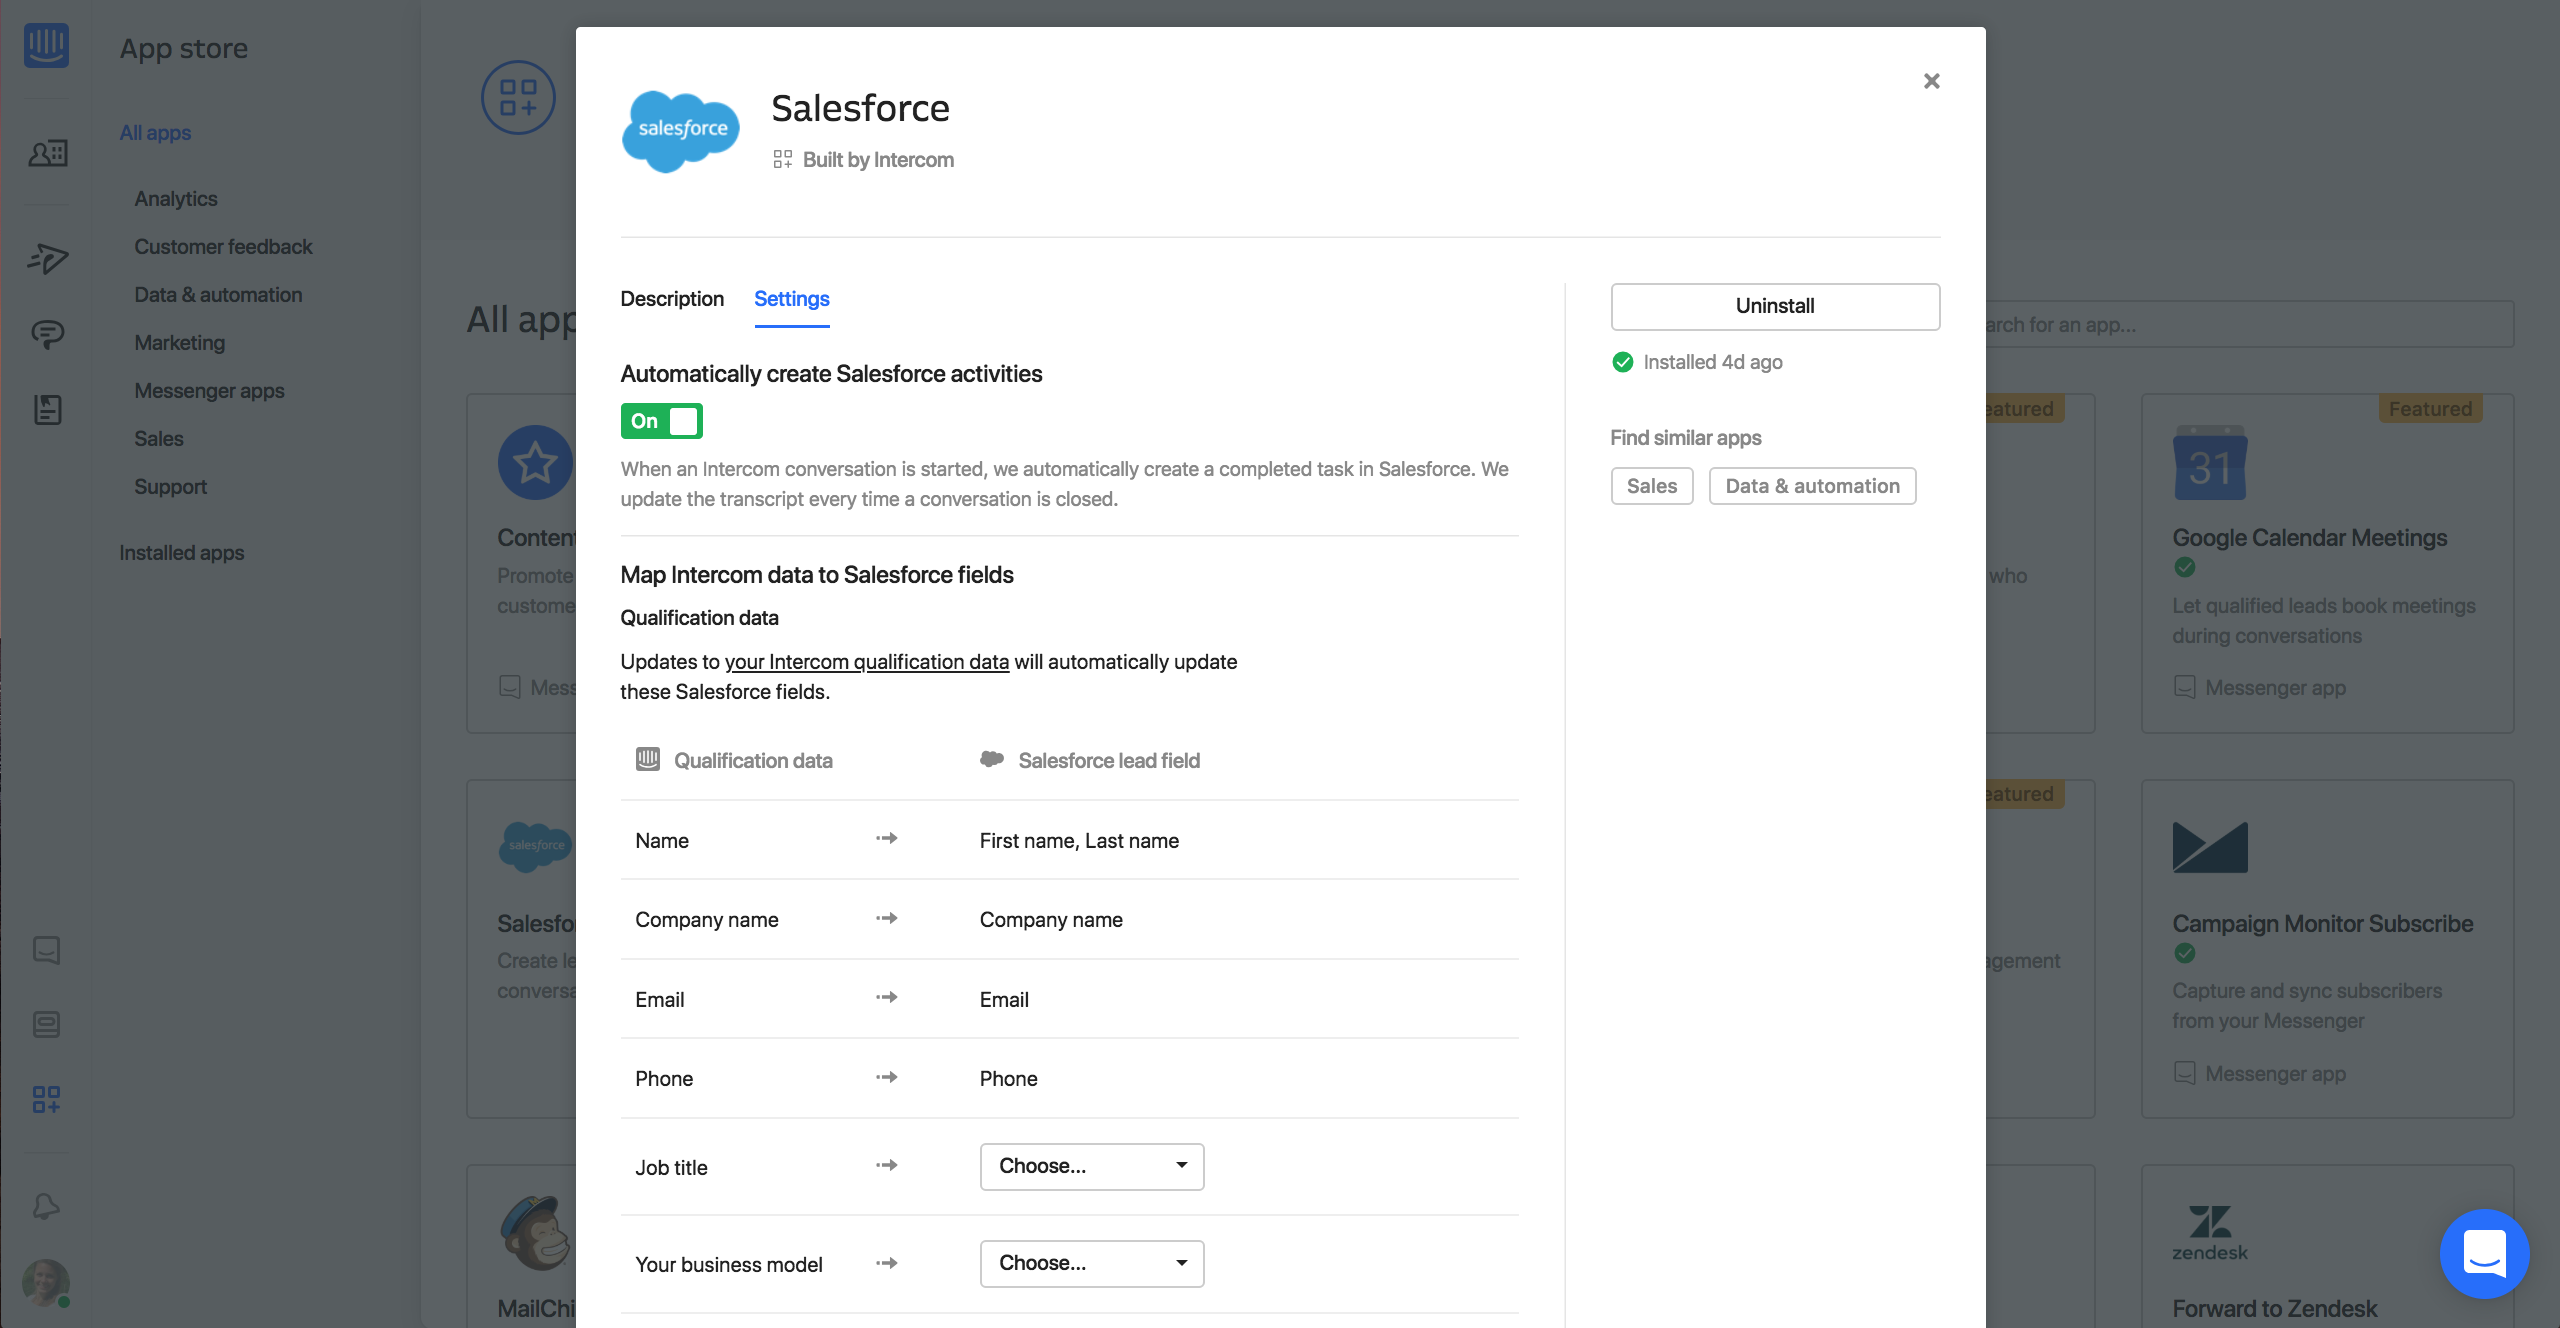 App store
All apps
Analytics
Customer feedback
Data & automation
Marketing
Messenger apps
Sales
Support
Installed apps
All app
arch for an app...
Content
Promote
custome
Mess
eatured
who
Featured
31
Google Calendar Meetings
Let qualified leads book meetings
during conversations
Messenger app
salesforce
Salesfo
Create le
conversa
eatured
agement
Campaign Monitor Subscribe
Capture and sync subscribers
from your Messenger
Messenger app
MailChi
zendesk
Forward to Zendesk
salesforce
Salesforce
Built by Intercom
Description
Settings
Automatically create Salesforce activities
On
When an Intercom conversation is started, we automatically create a completed task in Salesforce. We
update the transcript every time a conversation is closed.
Map Intercom data to Salesforce fields
Qualification data
Updates to your Intercom qualification data will automatically update
these Salesforce fields.
Qualification data
Salesforce lead field
Name
First name, Last name
Company name
Company name
Email
Email
Phone
Phone
Job title
Choose...
Your business model
Choose...
Uninstall
Installed 4d ago
Find similar apps
Sales
Data & automation